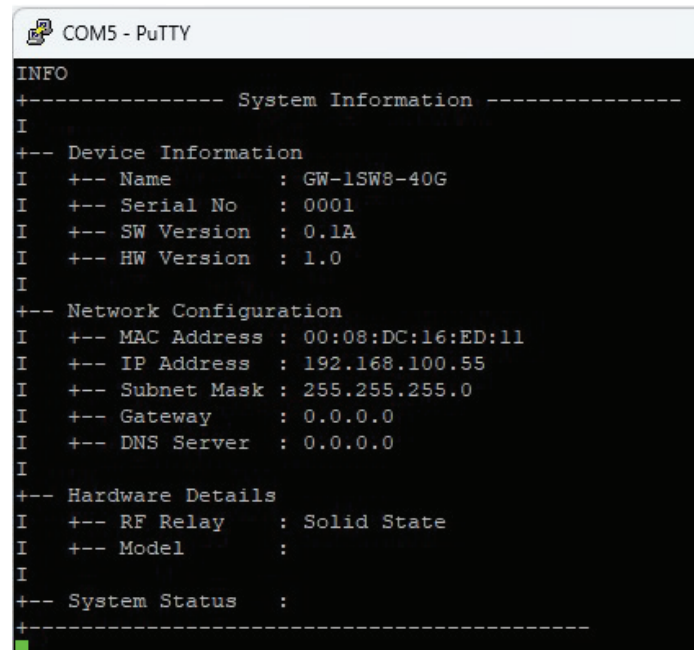 COM5 - PuTTY
INFO
+--------------- System Information ---------------
I
+-- Device Information
I   +-- Name        : GW-1SW8-40G
I   +-- Serial No   : 0001
I   +-- SW Version  : 0.1A
I   +-- HW Version  : 1.0
I
+-- Network Configuration
I   +-- MAC Address : 00:08:DC:16:ED:11
I   +-- IP Address  : 192.168.100.55
I   +-- Subnet Mask : 255.255.255.0
I   +-- Gateway     : 0.0.0.0
I   +-- DNS Server  : 0.0.0.0
I
+-- Hardware Details
I   +-- RF Relay    : Solid State
I   +-- Model       :
I
+-- System Status   :
+-------------------------------------------